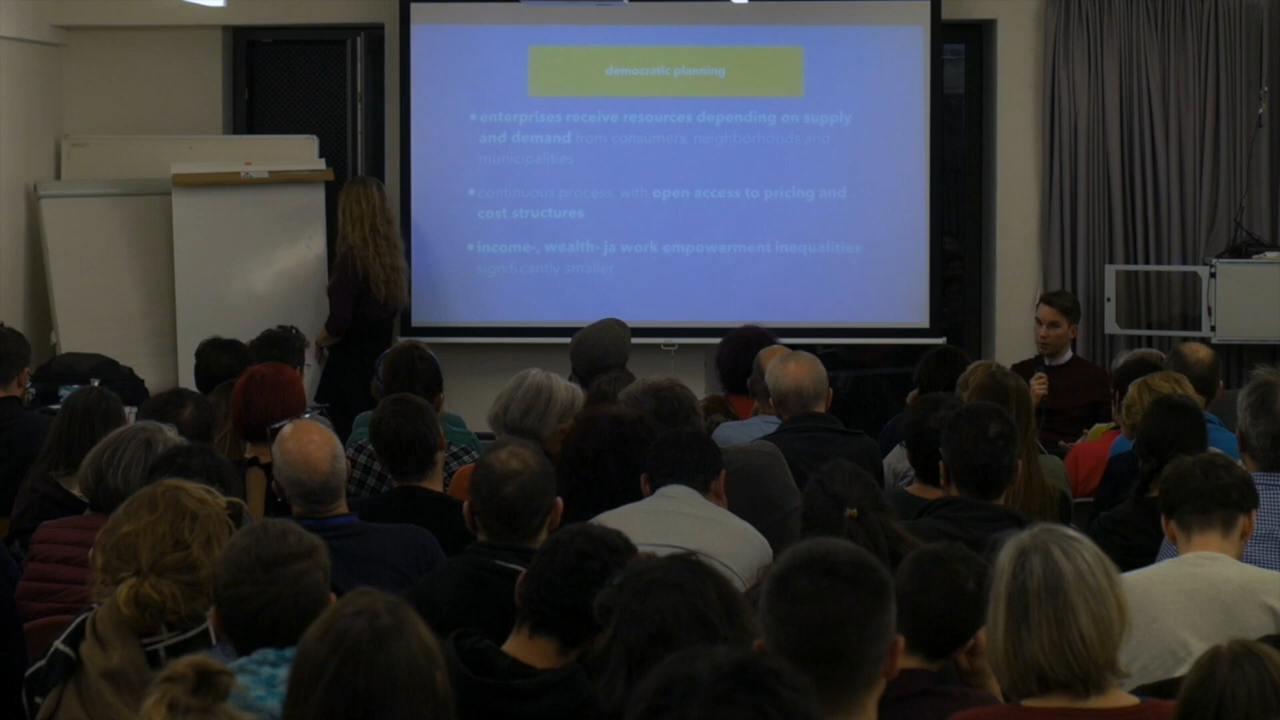 democratic planning
• enterprises receive resources depending on supply
and demand from consumers, neighborhoods and
municipalities
• continuous process, with open access to pricing and
cost structures
• income-, wealth- ja work empowerment inequalities
significantly smaller